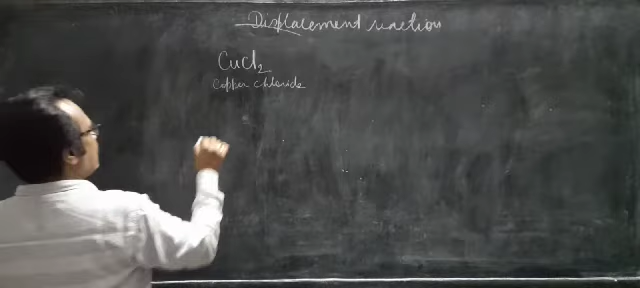 Displacement reaction
CuCl2
Copper chloride